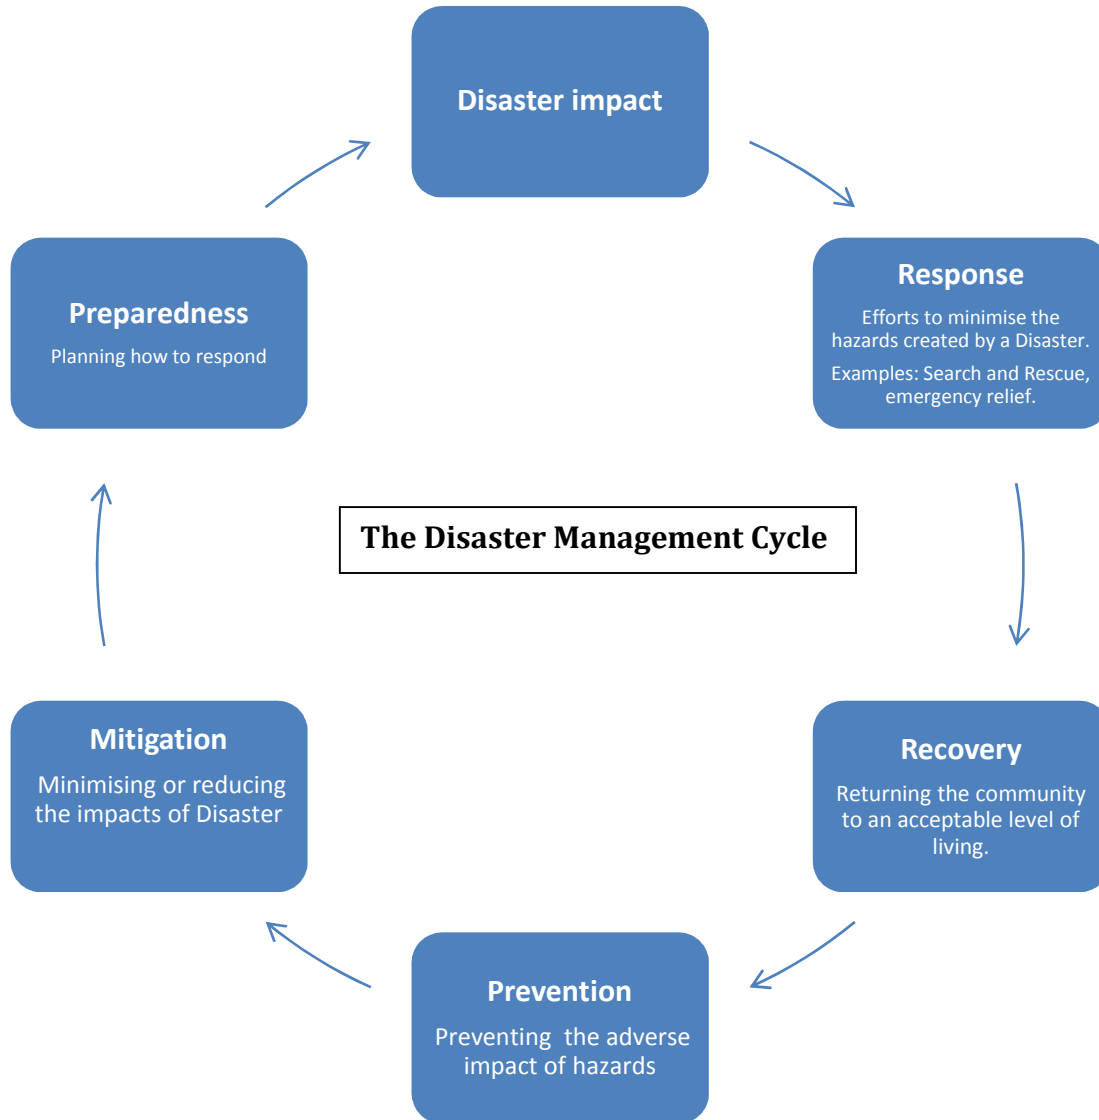 Disaster impact
Response
Efforts to minimise the
hazards created by a Disaster.
Examples: Search and Rescue,
emergency relief.
Preparedness
Planning how to respond
The Disaster Management Cycle
Mitigation
Minimising or reducing
the impacts of Disaster
Recovery
Returning the community
to an acceptable level of
living.
Prevention
Preventing the adverse
impact of hazards